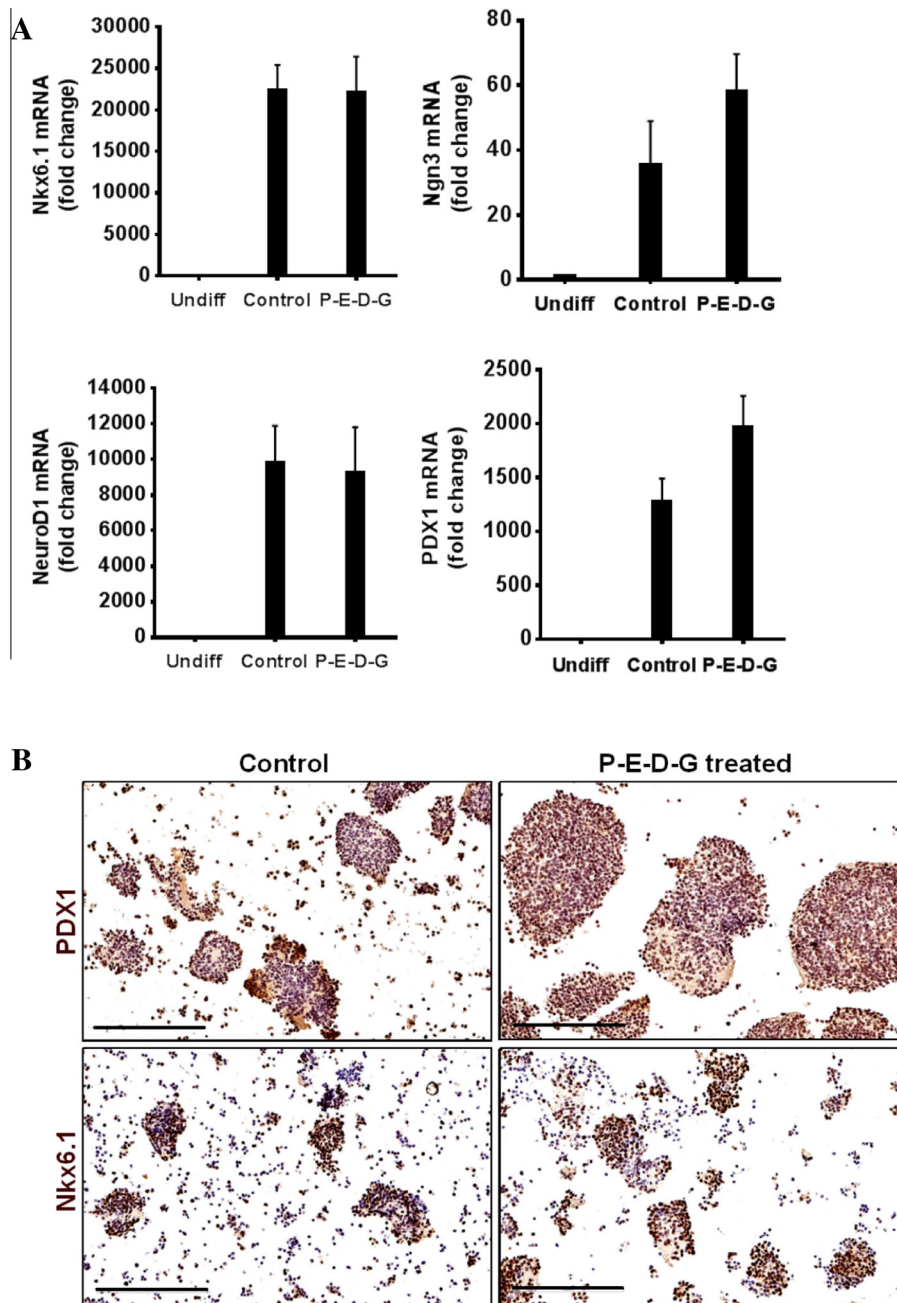 A
Nkx6.1 mRNA
(fold change)
30000
25000
20000
15000
10000
5000
0
Undiff Control P-E-D-G
Ngn3 mRNA
(fold change)
80
60
40
20
0
Undiff Control P-E-D-G
NeuroD1 mRNA
(fold change)
14000
12000
10000
8000
6000
4000
2000
0
Undiff Control P-E-D-G
PDX1 mRNA
(fold change)
2500
2000
1500
1000
500
0
Undiff Control P-E-D-G
B
Control
P-E-D-G treated
PDX1
Nkx6.1